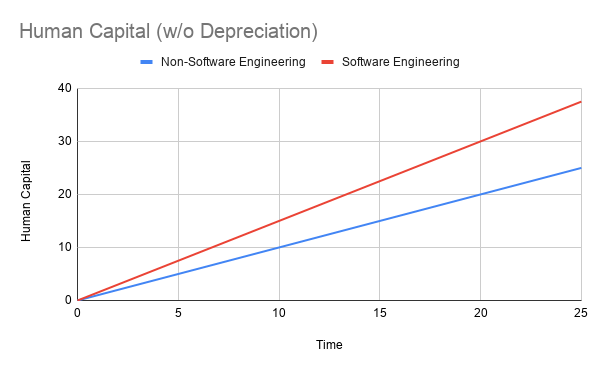 Human Capital (w/o Depreciation)
Non-Software Engineering Software Engineering
40
30
20
10
0
Human Capital
0 5 10 15 20 25
Time